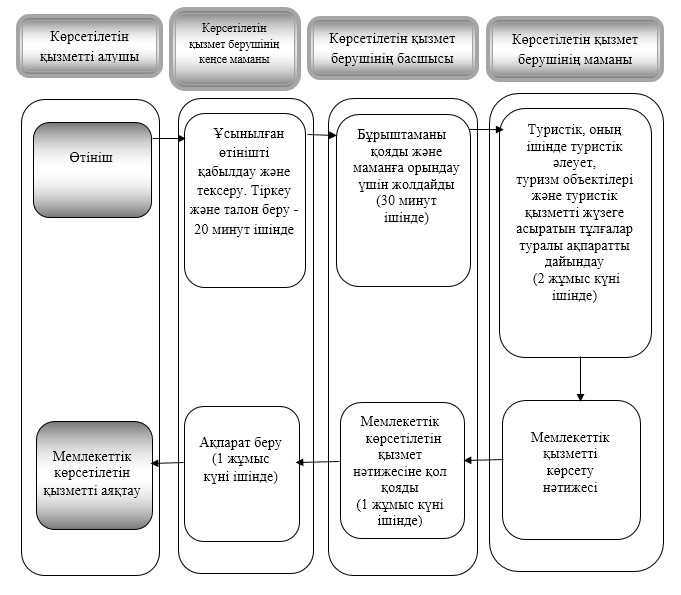 Көрсетілетін
қызметті алушы
Көрсетілетін
қызмет берушінің
кеңсе маманы
Көрсетілетін қызмет
берушінің басшысы
Көрсетілетін қызмет
берушінің маманы
Өтініш
Ұсынылған
өтінішті
қабылдау және
тексеру. Тіркеу
және талон беру -
20 минут ішінде
Бұрыштаманы
қояды және
маманға орындау
үшін жолдайды
(30 минут
ішінде)
Туристік, оның
ішінде туристік
әлеует,
туризм объектілері
және туристік
қызметті жүзеге
асыратын тұлғалар
туралы ақпаратты
дайындау
(2 жұмыс күні
ішінде)
Мемлекеттік
көрсетілетін
қызметті аяқтау
Ақпарат беру
(1 жұмыс
күні ішінде)
Мемлекеттік
көрсетілетін
қызмет
нәтижесіне қол
қояды
(1 жұмыс күні
ішінде)
Мемлекеттік
қызметті
көрсету
нәтижесі